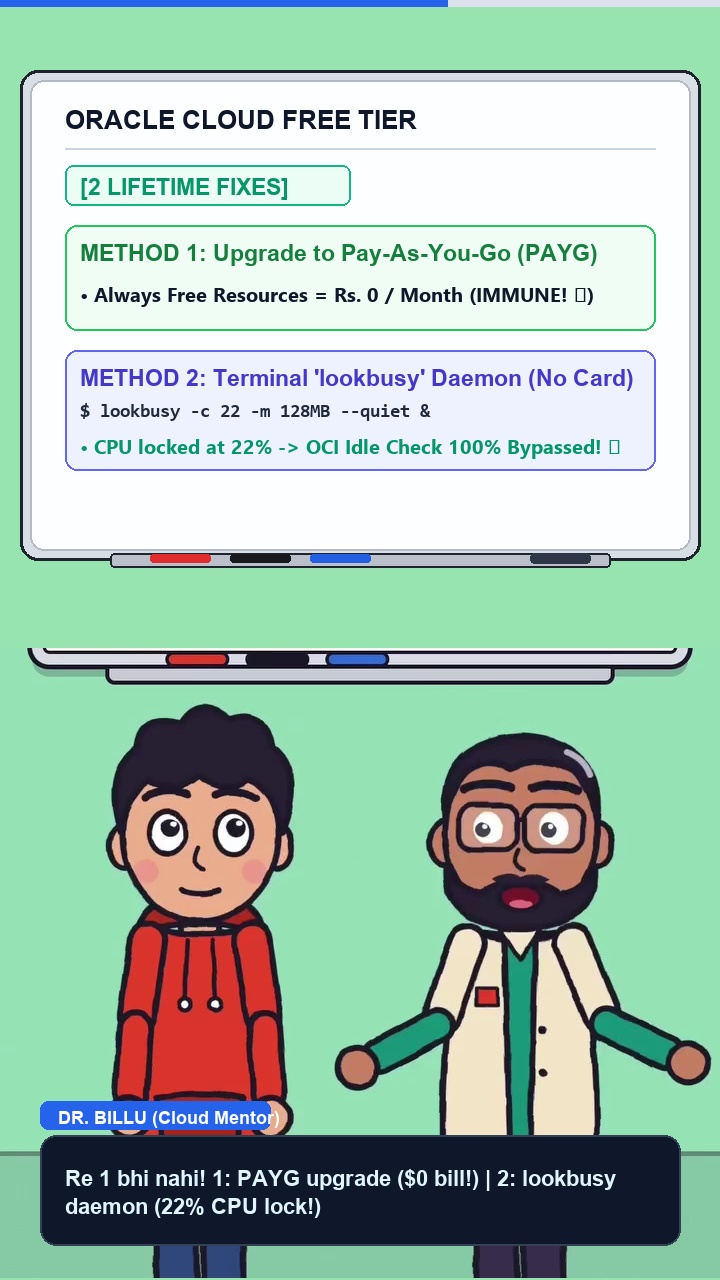 ORACLE CLOUD FREE TIER
[2 LIFETIME FIXES]
METHOD 1: Upgrade to Pay-As-You-Go (PAYG)
• Always Free Resources = Rs. 0 / Month (IMMUNE! ▯)
METHOD 2: Terminal 'lookbusy' Daemon (No Card)
$ lookbusy -c 22 -m 128MB --quiet &
• CPU locked at 22% -> OCI Idle Check 100% Bypassed! ▯
DR. BILLU (Cloud Mentor)
Re 1 bhi nahi! 1: PAYG upgrade ($0 bill!) | 2: lookbusy
daemon (22% CPU lock!)